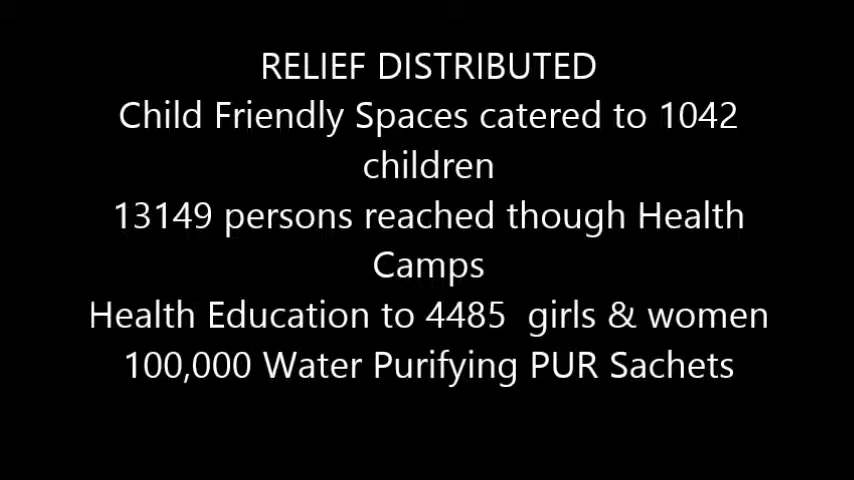 RELIEF DISTRIBUTED
Child Friendly Spaces catered to 1042
children
13149 persons reached though Health
Camps
Health Education to 4485  girls & women
100,000 Water Purifying PUR Sachets